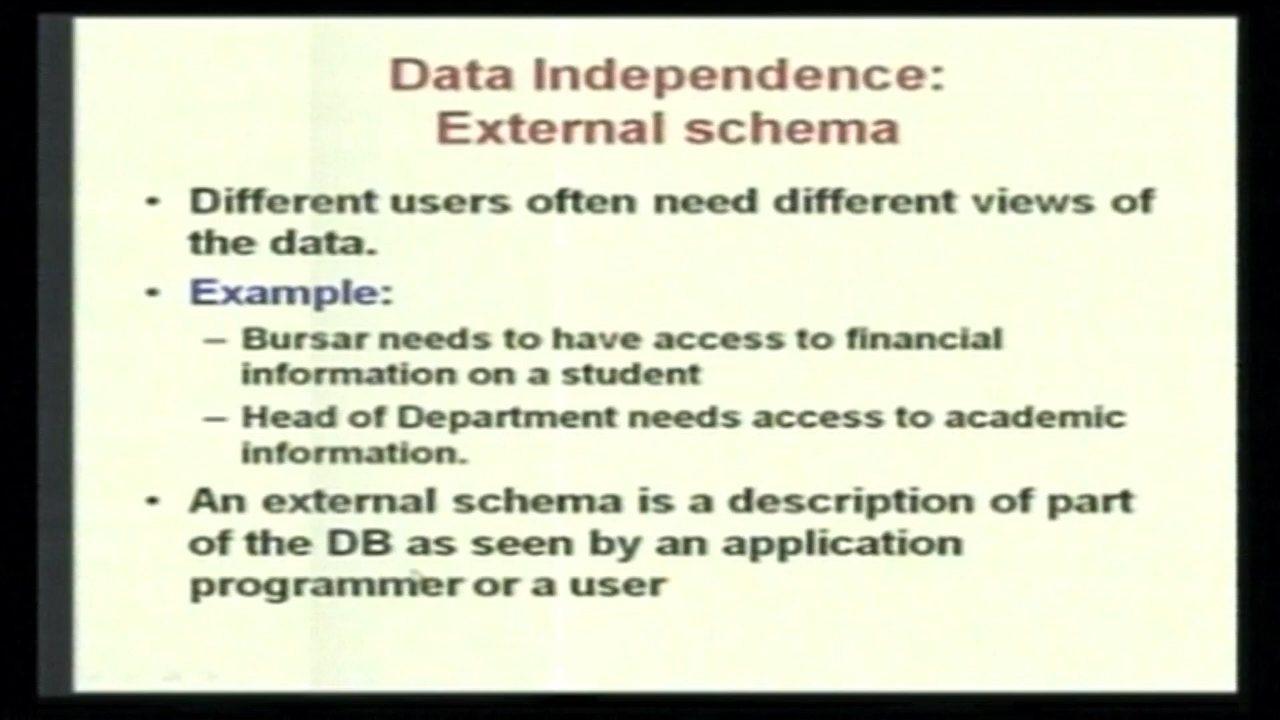 Data Independence:
External schema
• Different users often need different views of
the data.
• Example:
– Bursar needs to have access to financial
information on a student
– Head of Department needs access to academic
information.
• An external schema is a description of part
of the DB as seen by an application
programmer or a user